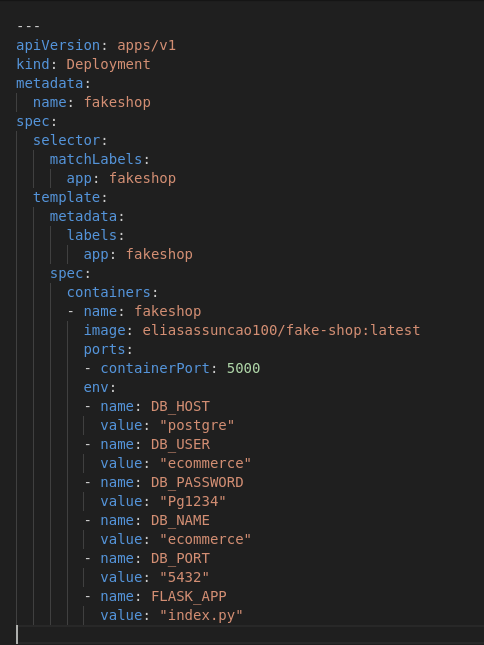 ---
apiVersion: apps/v1
kind: Deployment
metadata:
  name: fakeshop
spec:
  selector:
    matchLabels:
      app: fakeshop
  template:
    metadata:
      labels:
        app: fakeshop
    spec:
      containers:
      - name: fakeshop
        image: eliasassuncao100/fake-shop:latest
        ports:
        - containerPort: 5000
        env:
        - name: DB_HOST
          value: "postgre"
        - name: DB_USER
          value: "ecommerce"
        - name: DB_PASSWORD
          value: "Pg1234"
        - name: DB_NAME
          value: "ecommerce"
        - name: DB_PORT
          value: "5432"
        - name: FLASK_APP
          value: "index.py"